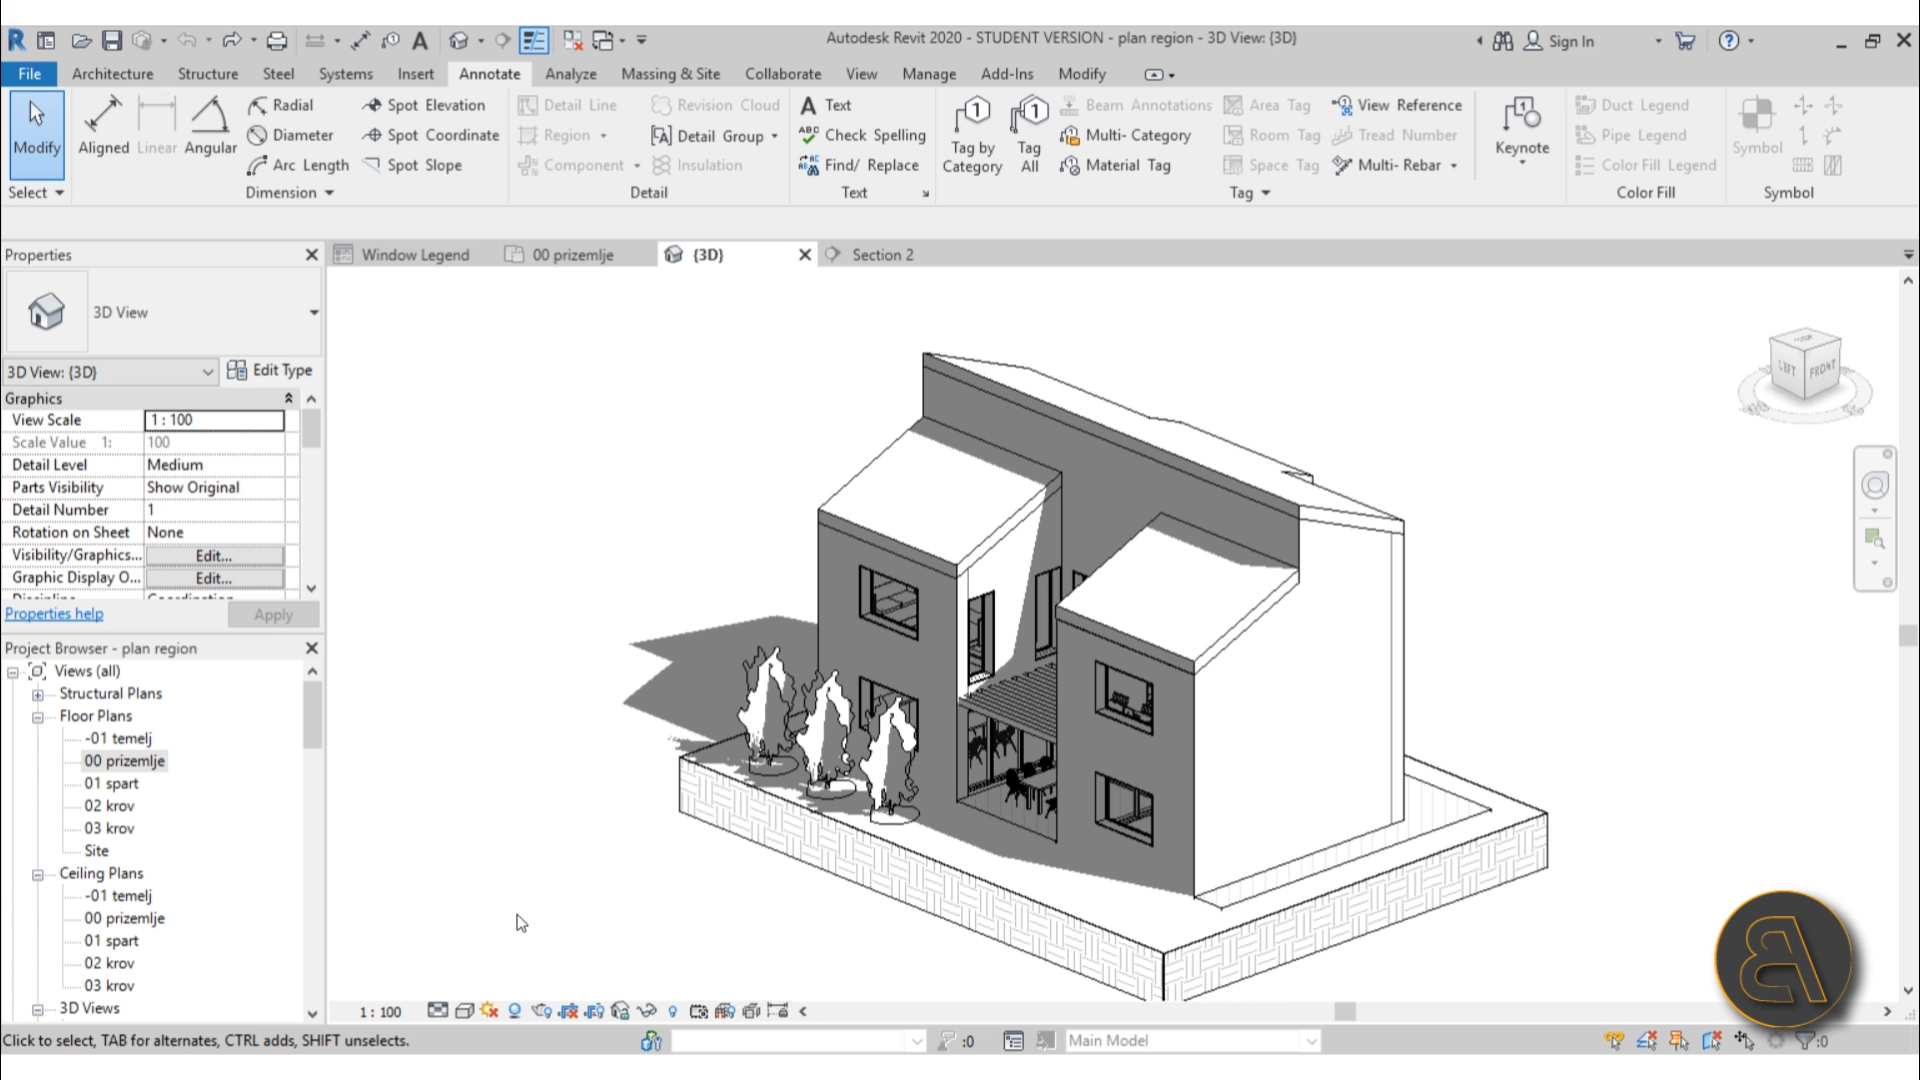 Autodesk Revit 2020 - STUDENT VERSION - plan region - 3D View: {3D}
Sign In
File Architecture Structure Steel Systems Insert Annotate Analyze Massing & Site Collaborate View Manage Add-Ins Modify
Modify
Select
Aligned
Linear
Angular
Radial
Diameter
Arc Length
Spot Elevation
Spot Coordinate
Spot Slope
Dimension
Detail Line
Region
Component
Revision Cloud
Detail Group
Insulation
Detail
Text
Check Spelling
Find/ Replace
Text
Tag by
Category
Tag
All
Beam Annotations
Multi- Category
Material Tag
Area Tag
Room Tag
Space Tag
View Reference
Tread Number
Multi- Rebar
Tag
Keynote
Duct Legend
Pipe Legend
Color Fill Legend
Color Fill
Symbol
Symbol
Properties
Window Legend
00 prizemlje
{3D}
Section 2
3D View
3D View: {3D}
Edit Type
Graphics
View Scale 1 : 100
Scale Value 1: 100
Detail Level Medium
Parts Visibility Show Original
Detail Number 1
Rotation on Sheet None
Visibility/Graphics... Edit...
Graphic Display O... Edit...
Properties help
Apply
Project Browser - plan region
Views (all)
Structural Plans
Floor Plans
-01 temelj
00 prizemlje
01 spart
02 krov
03 krov
Site
Ceiling Plans
-01 temelj
00 prizemlje
01 spart
02 krov
03 krov
3D Views
LEFT
FRONT
1 : 100
Click to select, TAB for alternates, CTRL adds, SHIFT unselects.
:0
Main Model
:0